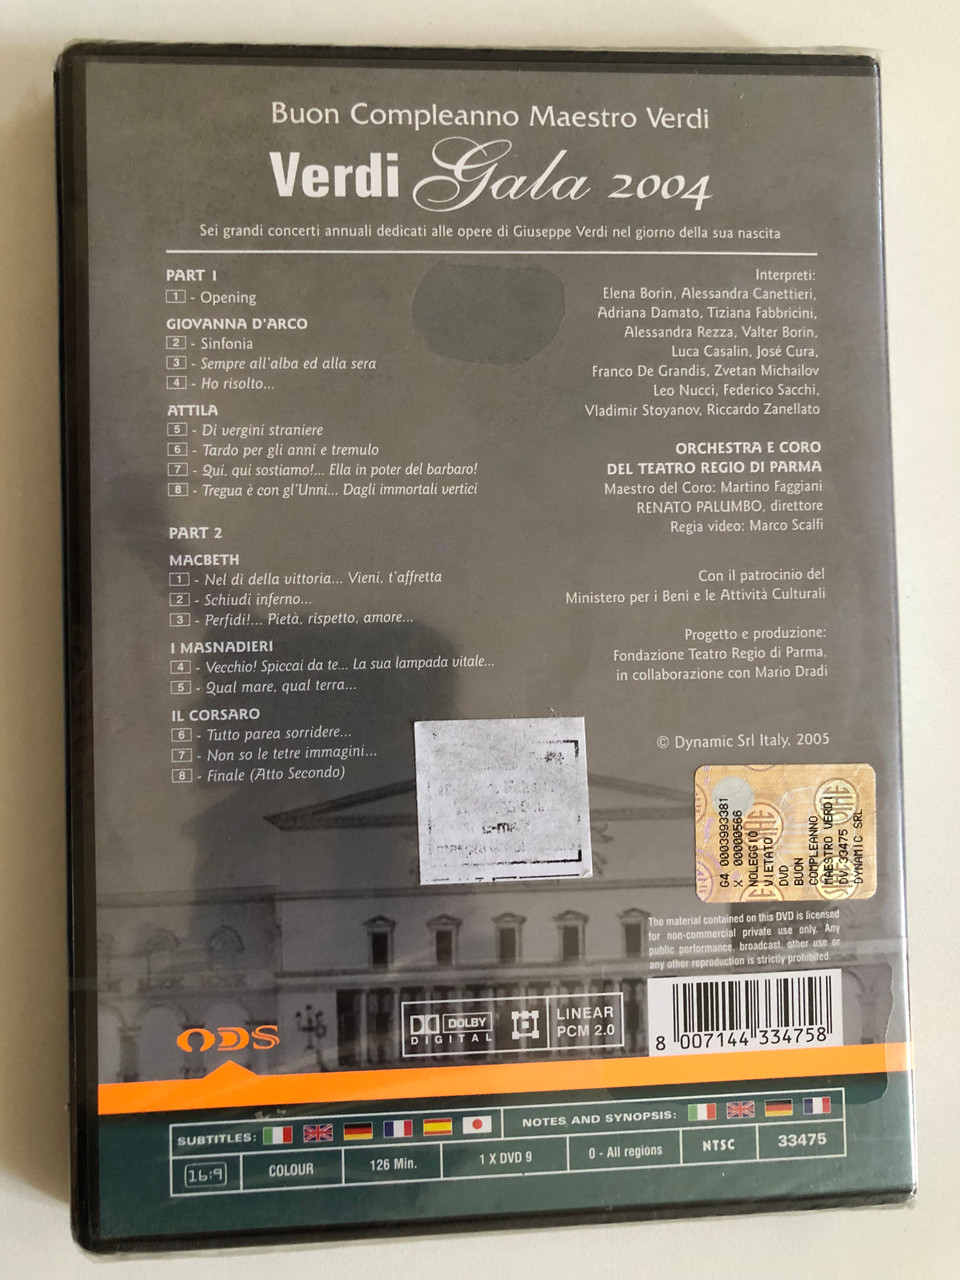 Buon Compleanno Maestro Verdi
Verdi Gala 2004
Sei grandi concerti annuali dedicati alle opere di Giuseppe Verdi nel giorno della sua nascita
PART 1
1 - Opening
GIOVANNA D'ARCO
2 - Sinfonia
3 - Sempre all'alba ed alla sera
4 - Ho risolto...
ATTILA
5 - Di vergini straniere
6 - Tardo per gli anni e tremulo
7 - Qui, qui sostiamo!... Ella in poter del barbaro!
8 - Tregua è con gl'Unni... Dagli immortali vertici
PART 2
MACBETH
1 - Nel dì della vittoria... Vieni, t'affretta
2 - Schiudi inferno...
3 - Perfidi!... Pietà, rispetto, amore...
I MASNADIERI
4 - Vecchio! Spiccai da te... La sua lampada vitale...
5 - Qual mare, qual terra...
IL CORSARO
6 - Tutto parea sorridere...
7 - Non so le tetre immagini...
8 - Finale (Atto Secondo)
Interpreti:
Elena Borin, Alessandra Canettieri,
Adriana Damato, Tiziana Fabbricini,
Alessandra Rezza, Valter Borin,
Luca Casalin, José Cura,
Franco De Grandis, Zvetan Michailov
Leo Nucci, Federico Sacchi,
Vladimir Stoyanov, Riccardo Zanellato
ORCHESTRA E CORO
DEL TEATRO REGIO DI PARMA
Maestro del Coro: Martino Faggiani
RENATO PALUMBO, direttore
Regia video: Marco Scalfi
Con il patrocinio del
Ministero per i Beni e le Attività Culturali
Progetto e produzione:
Fondazione Teatro Regio di Parma,
in collaborazione con Mario Dradi
© Dynamic Srl Italy, 2005
G4 0003993381
X 00000566
NOLEGGIO
VIETATO
DVD
BUON
COMPLEANNO
MAESTRO VERDI
DV 33475
DYNAMIC SRL
The material contained on this DVD is licensed
for non-commercial private use only. Any
public performance, broadcast, other use or
any other reproduction is strictly prohibited.
ODS
DOLBY
DIGITAL
LINEAR
PCM 2.0
8 007144 334758
SUBTITLES:
NOTES AND SYNOPSIS:
16:9
COLOUR
126 Min.
1 X DVD 9
0 - All regions
NTSC
33475